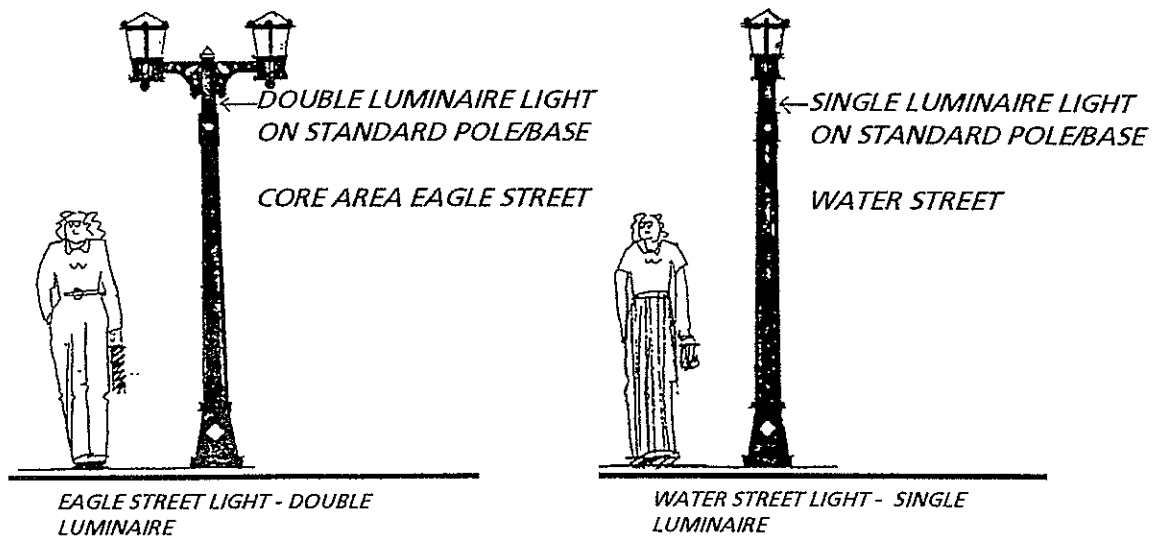 DOUBLE LUMINAIRE LIGHT
ON STANDARD POLE/BASE
CORE AREA EAGLE STREET
SINGLE LUMINAIRE LIGHT
ON STANDARD POLE/BASE
WATER STREET
EAGLE STREET LIGHT - DOUBLE
LUMINAIRE
WATER STREET LIGHT - SINGLE
LUMINAIRE